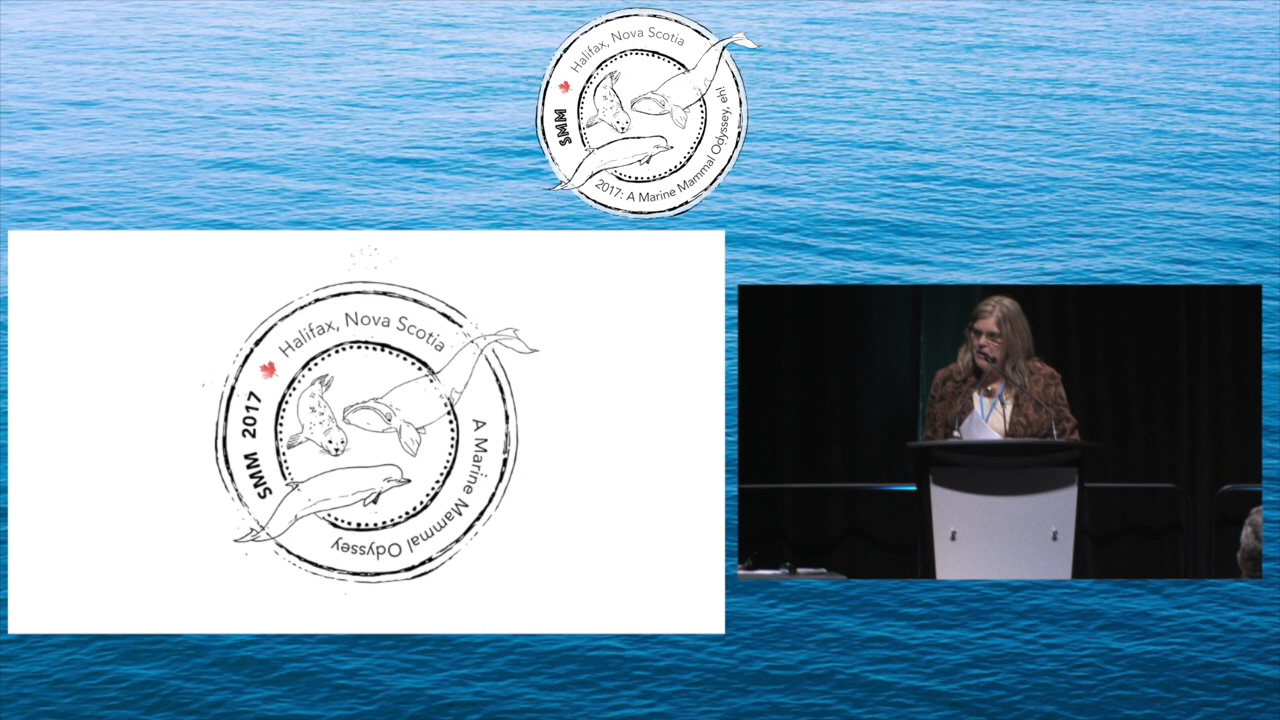 Halifax, Nova Scotia
SMM
2017: A Marine Mammal Odyssey, eh!
Halifax, Nova Scotia
SMM 2017
A Marine Mammal Odyssey